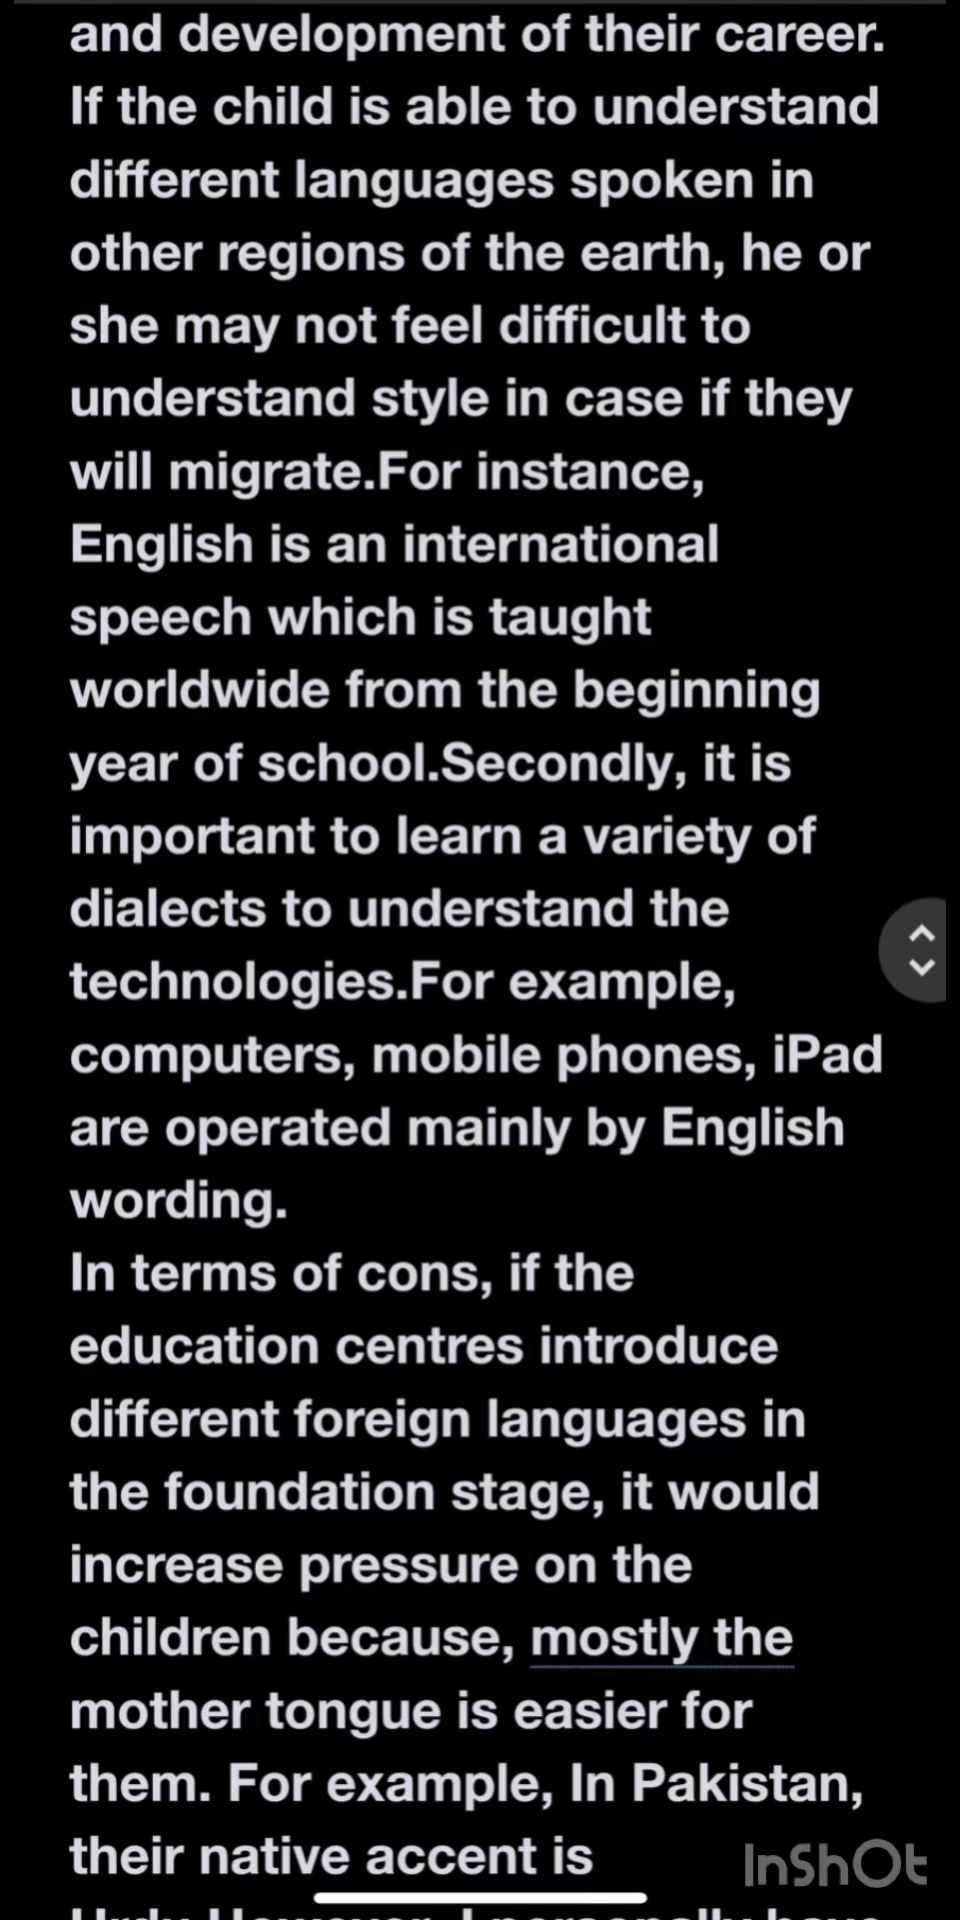 and development of their career.
If the child is able to understand
different languages spoken in
other regions of the earth, he or
she may not feel difficult to
understand style in case if they
will migrate.For instance,
English is an international
speech which is taught
worldwide from the beginning
year of school.Secondly, it is
important to learn a variety of
dialects to understand the
technologies.For example,
computers, mobile phones, iPad
are operated mainly by English
wording.
In terms of cons, if the
education centres introduce
different foreign languages in
the foundation stage, it would
increase pressure on the
children because, mostly the
mother tongue is easier for
them. For example, In Pakistan,
their native accent is
Urdu However, I personally have
InShOt